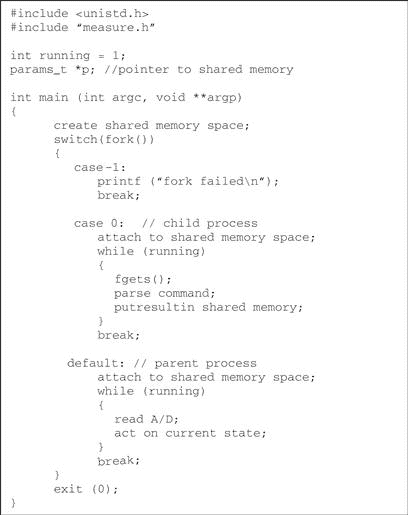 #include <unistd.h>
#include “measure.h”
int running = 1;
params_t *p; //pointer to shared memory
int main (int argc, void **argp)
{
create shared memory space;
switch(fork())
{
case-1:
printf (“fork failed\n”);
break;
case 0: // child process
attach to shared memory space;
while (running)
{
fgets();
parse command;
putresultin shared memory;
}
break;
default: // parent process
attach to shared memory space;
while (running)
{
read A/D;
act on current state;
}
break;
}
exit (0);
}